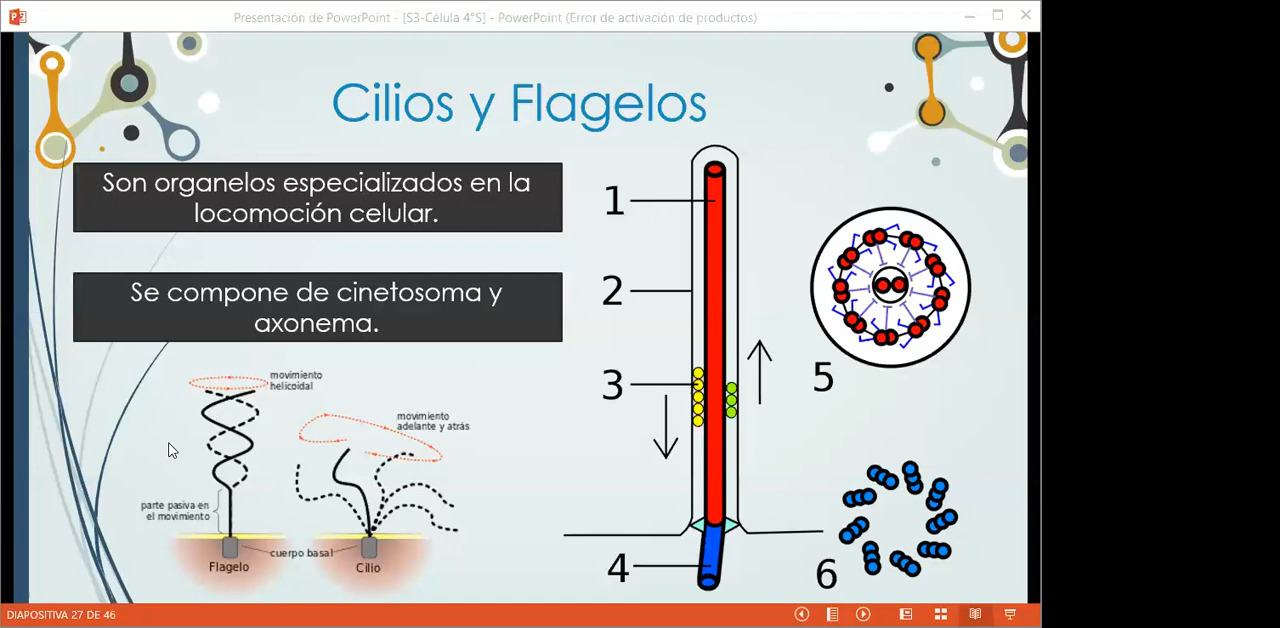 Presentación de PowerPoint - [S3-Célula 4°S] - PowerPoint (Error de activación de productos)
Cilios y Flagelos
Son organelos especializados en la
locomoción celular.
Se compone de cinetosoma y
axonema.
movimiento
helicoidal
movimiento
adelante y atrás
parte pasiva en
el movimiento
cuerpo basal
Flagelo
Cilio
1
2
3
4
5
6
DIAPOSITIVA 27 DE 46